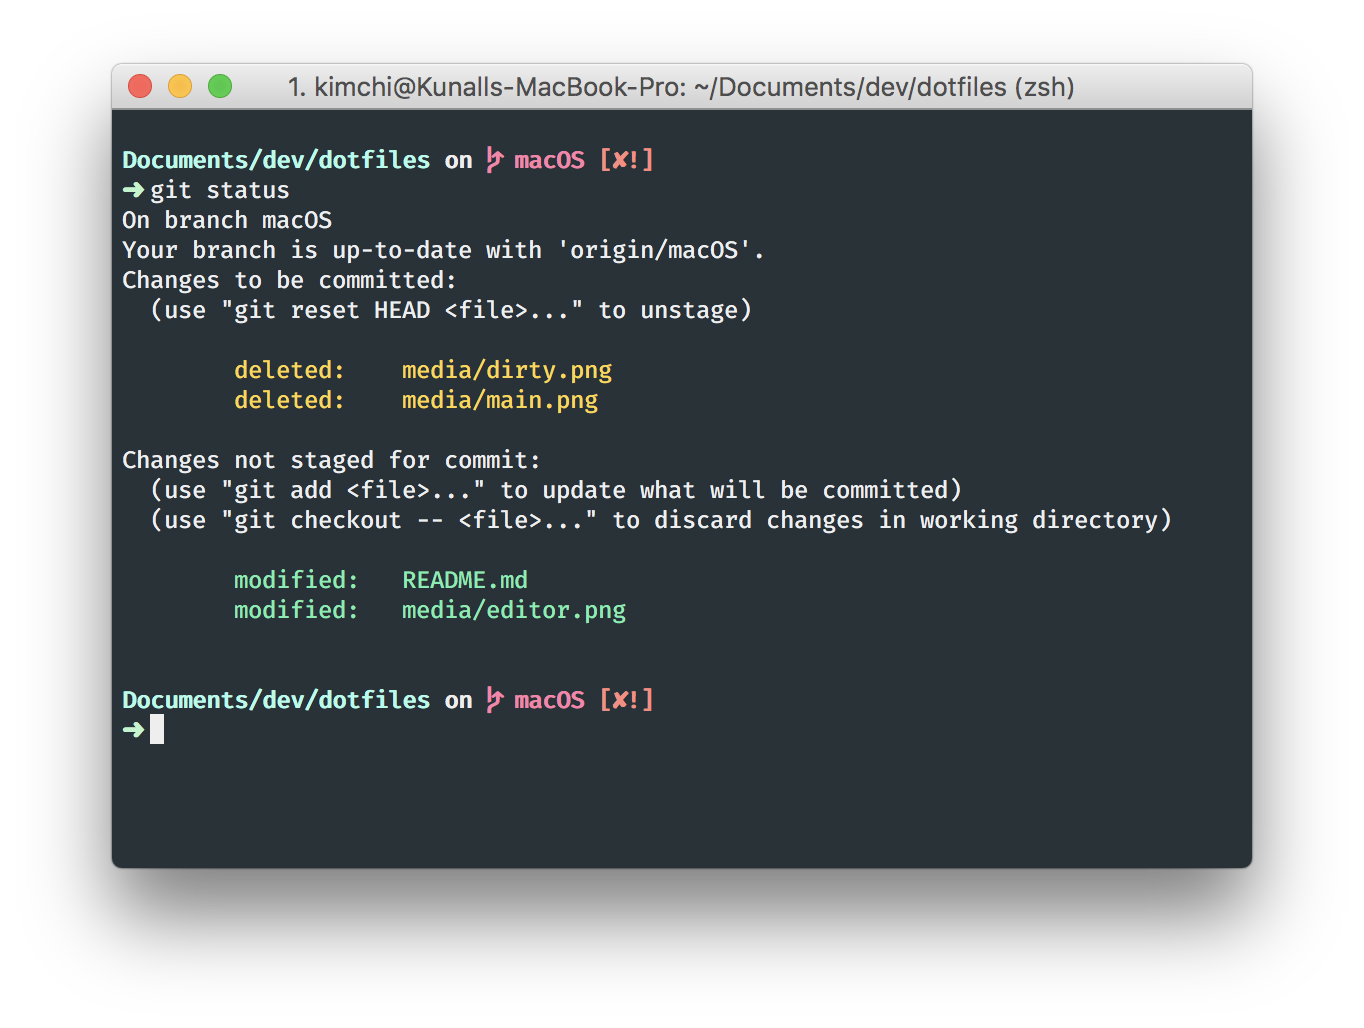 1. kimchi@Kunalls-MacBook-Pro: ~/Documents/dev/dotfiles (zsh)
Documents/dev/dotfiles on macOS [✘!]
➜ git status
On branch macOS
Your branch is up-to-date with 'origin/macOS'.
Changes to be committed:
  (use "git reset HEAD <file>..." to unstage)
        deleted:    media/dirty.png
        deleted:    media/main.png
Changes not staged for commit:
  (use "git add <file>..." to update what will be committed)
  (use "git checkout -- <file>..." to discard changes in working directory)
        modified:   README.md
        modified:   media/editor.png
Documents/dev/dotfiles on macOS [✘!]
➜